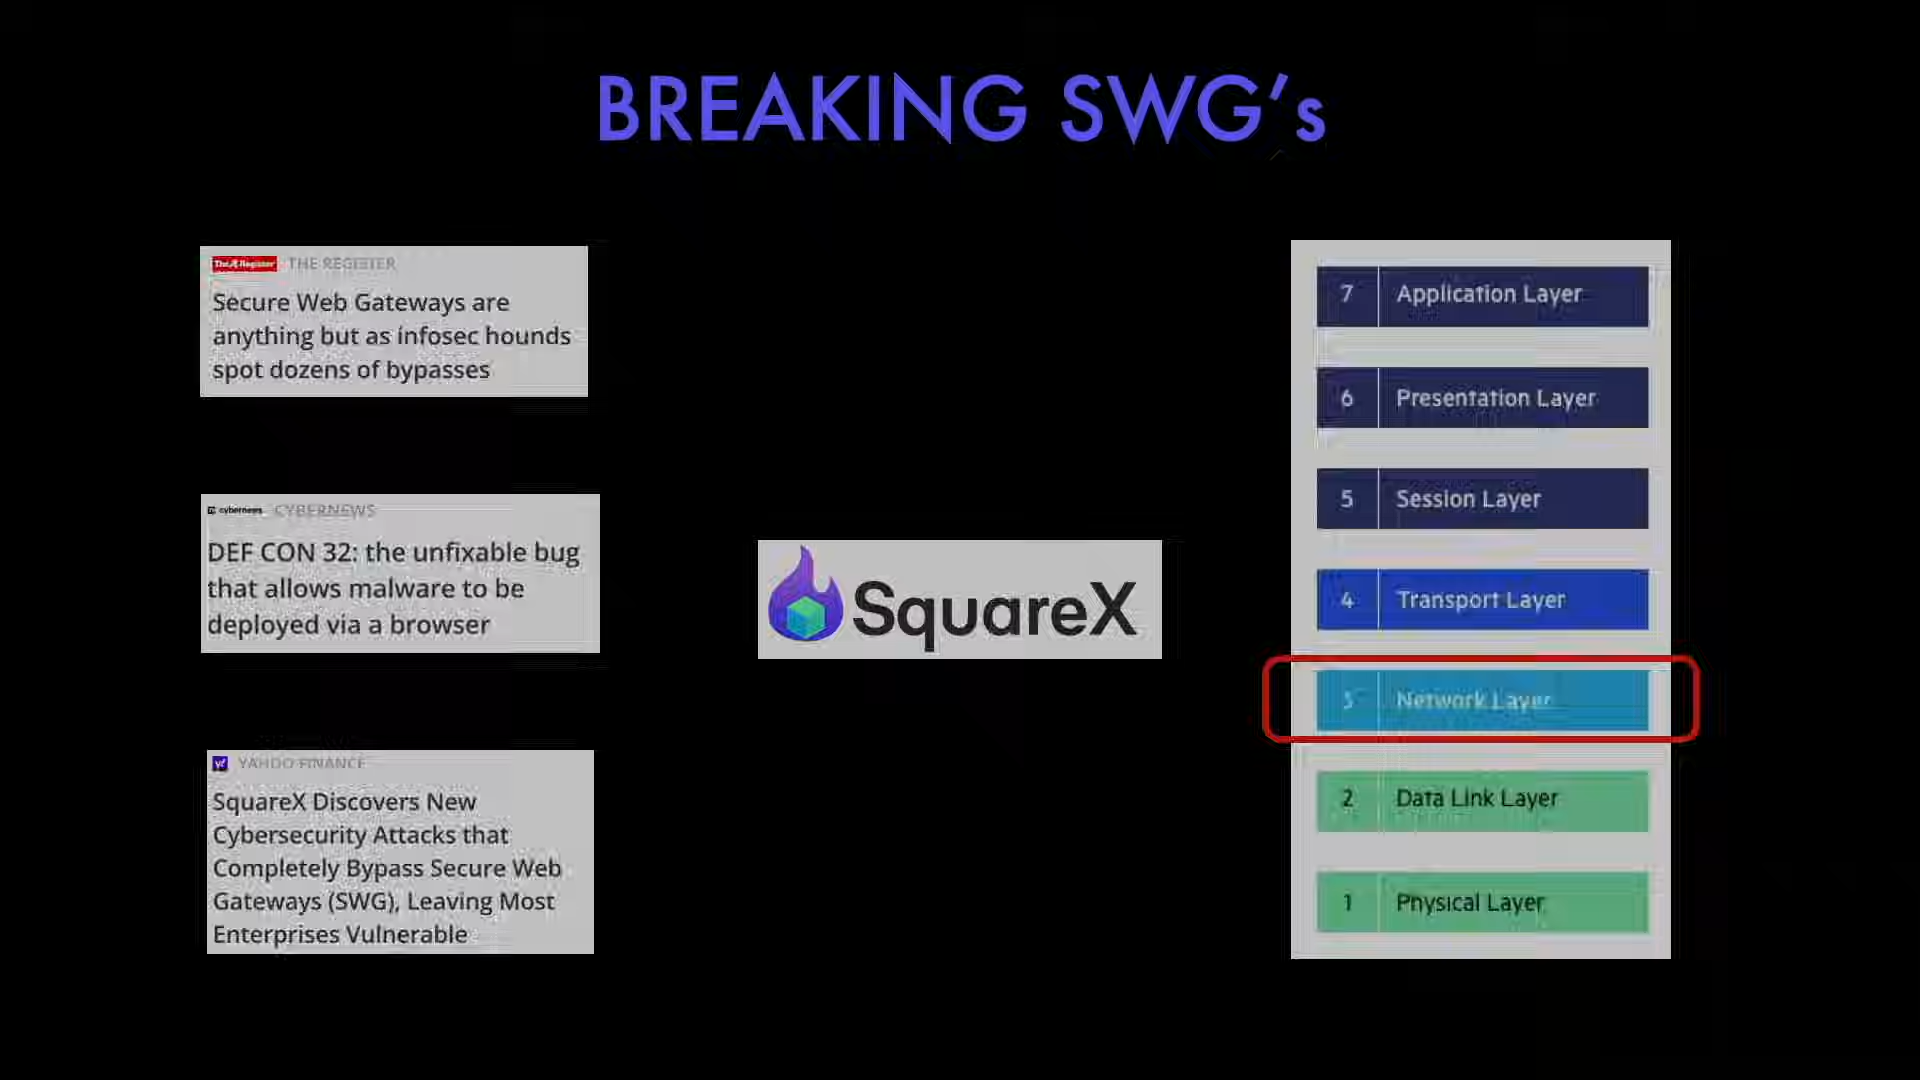 BREAKING SWG's
The Register THE REGISTER
Secure Web Gateways are
anything but as infosec hounds
spot dozens of bypasses
cybernews CYBERNEWS
DEF CON 32: the unfixable bug
that allows malware to be
deployed via a browser
y! YAHOO FINANCE
SquareX Discovers New
Cybersecurity Attacks that
Completely Bypass Secure Web
Gateways (SWG), Leaving Most
Enterprises Vulnerable
SquareX
7 Application Layer
6 Presentation Layer
5 Session Layer
4 Transport Layer
3 Network Layer
2 Data Link Layer
1 Physical Layer